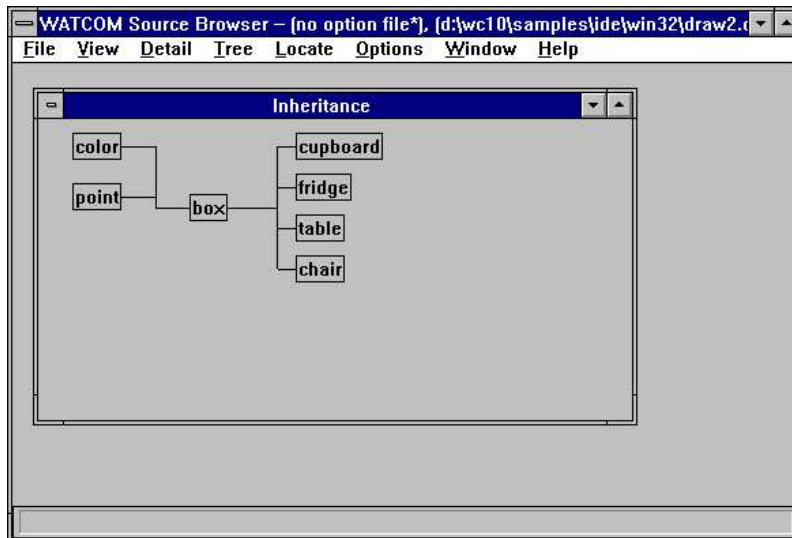 WATCOM Source Browser – (no option file*), (d:\wc10\samples\ide\win32\draw2.
File View Detail Tree Locate Options Window Help
Inheritance
color
cupboard
point
fridge
box
table
chair